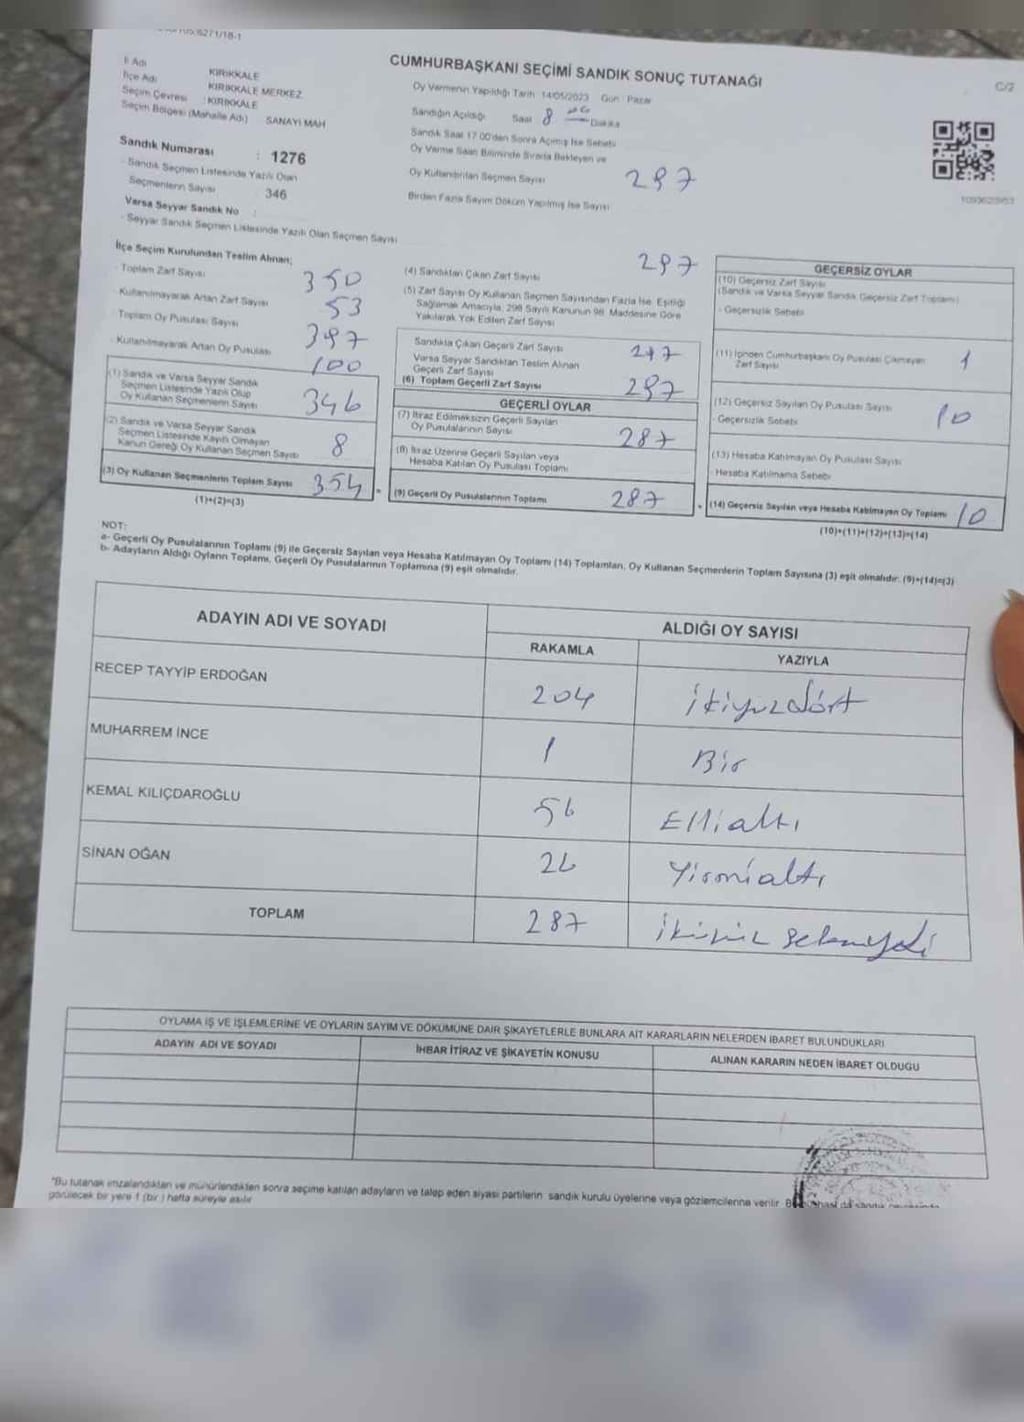 CUMHURBAŞKANI SEÇİMİ SANDIK SONUÇ TUTANAĞI
C/2
İl Adı KIRIKKALE
İlçe Adı KIRIKKALE MERKEZ
Seçim Çevresi : KIRIKKALE
Seçim Bölgesi (Mahalle Adı) SANAYİ MAH
Sandık Numarası : 1276
- Sandık Seçmen Listesinde Yazılı Olan
Seçmenlerin Sayısı 346
Varsa Seyyar Sandık No :
- Seyyar Sandık Seçmen Listesinde Yazılı Olan Seçmen Sayısı
Oy Vermenin Yapıldığı Tarih 14/05/2023 Gün : Pazar
Sandığın Açıldığı Saat 8 Dakika
Sandık Saat 17:00'den Sonra Açılmış İse Sebebi
Oy Verme Saati Bitiminde Sırada Bekleyen ve
Oy Kullandırılan Seçmen Sayısı 297
Birden Fazla Sayım Döküm Yapılmış İse Sayısı
İlçe Seçim Kurulundan Teslim Alınan;
- Toplam Zarf Sayısı 350
- Kullanılmayarak Artan Zarf Sayısı 53
- Toplam Oy Pusulası Sayısı 397
- Kullanılmayarak Artan Oy Pusulası 100
(1) Sandık ve Varsa Seyyar Sandık
Seçmen Listesinde Yazılı Olup
Oy Kullanan Seçmenlerin Sayısı 346
(2) Sandık ve Varsa Seyyar Sandık
Seçmen Listesinde Kayıtlı Olmayan
Kanun Gereği Oy Kullanan Seçmen Sayısı 8
(3) Oy Kullanan Seçmenlerin Toplam Sayısı 354
(1)+(2)=(3)
(4) Sandıktan Çıkan Zarf Sayısı 297
(5) Zarf Sayısı Oy Kullanan Seçmen Sayısından Fazla İse, Eşitliği
Sağlamak Amacıyla, 298 Sayılı Kanunun 98. Maddesine Göre
Yakılarak Yok Edilen Zarf Sayısı
Sandıkta Çıkan Geçerli Zarf Sayısı 297
Varsa Seyyar Sandıktan Teslim Alınan
Geçerli Zarf Sayısı
(6) Toplam Geçerli Zarf Sayısı 297
GEÇERLİ OYLAR
(7) İtiraz Edilmeksizin Geçerli Sayılan
Oy Pusulalarının Sayısı 287
(8) İtiraz Üzerine Geçerli Sayılan veya
Hesaba Katılan Oy Pusulası Toplamı
(9) Geçerli Oy Pusulalarının Toplamı 287
GEÇERSİZ OYLAR
(10) Geçersiz Zarf Sayısı
(Sandık ve Varsa Seyyar Sandık Geçersiz Zarf Toplamı)
- Geçersizlik Sebebi
(11) İçinden Cumhurbaşkanı Oy Pusulası Çıkmayan
Zarf Sayısı 1
(12) Geçersiz Sayılan Oy Pusulası Sayısı 10
- Geçersizlik Sebebi
(13) Hesaba Katılmayan Oy Pusulası Sayısı
- Hesaba Katılmama Sebebi
(14) Geçersiz Sayılan veya Hesaba Katılmayan Oy Toplamı 10
(10)+(11)+(12)+(13)=(14)
NOT:
a- Geçerli Oy Pusulalarının Toplamı (9) ile Geçersiz Sayılan veya Hesaba Katılmayan Oy Toplamı (14) Toplamları, Oy Kullanan Seçmenlerin Toplam Sayısına (3) eşit olmalıdır. (9)+(14)=(3)
b- Adayların Aldığı Oyların Toplamı, Geçerli Oy Pusulalarının Toplamına (9) eşit olmalıdır.
ADAYIN ADI VE SOYADI ALDIĞI OY SAYISI
RAKAMLA YAZIYLA
RECEP TAYYİP ERDOĞAN 204 ikiyuzdört
MUHARREM İNCE 1 Bir
KEMAL KILIÇDAROĞLU 56 Ellialtı
SİNAN OĞAN 26 Yirmialtı
TOPLAM 287 ikiyüz seksenyedi
OYLAMA İŞ VE İŞLEMLERİNE VE OYLARIN SAYIM VE DÖKÜMÜNE DAİR ŞİKAYETLERLE BUNLARA AİT KARARLARIN NELERDEN İBARET BULUNDUKLARI
ADAYIN ADI VE SOYADI İHBAR İTİRAZ VE ŞİKAYETİN KONUSU ALINAN KARARIN NEDEN İBARET OLDUĞU
"Bu tutanak imzalandıktan ve mühürlendikten sonra seçime katılan adayların ve talep eden siyasi partilerin sandık kurulu üyelerine veya gözlemcilerine verilir.
görülecek bir yere 1 (bir) hafta süreyle asılır